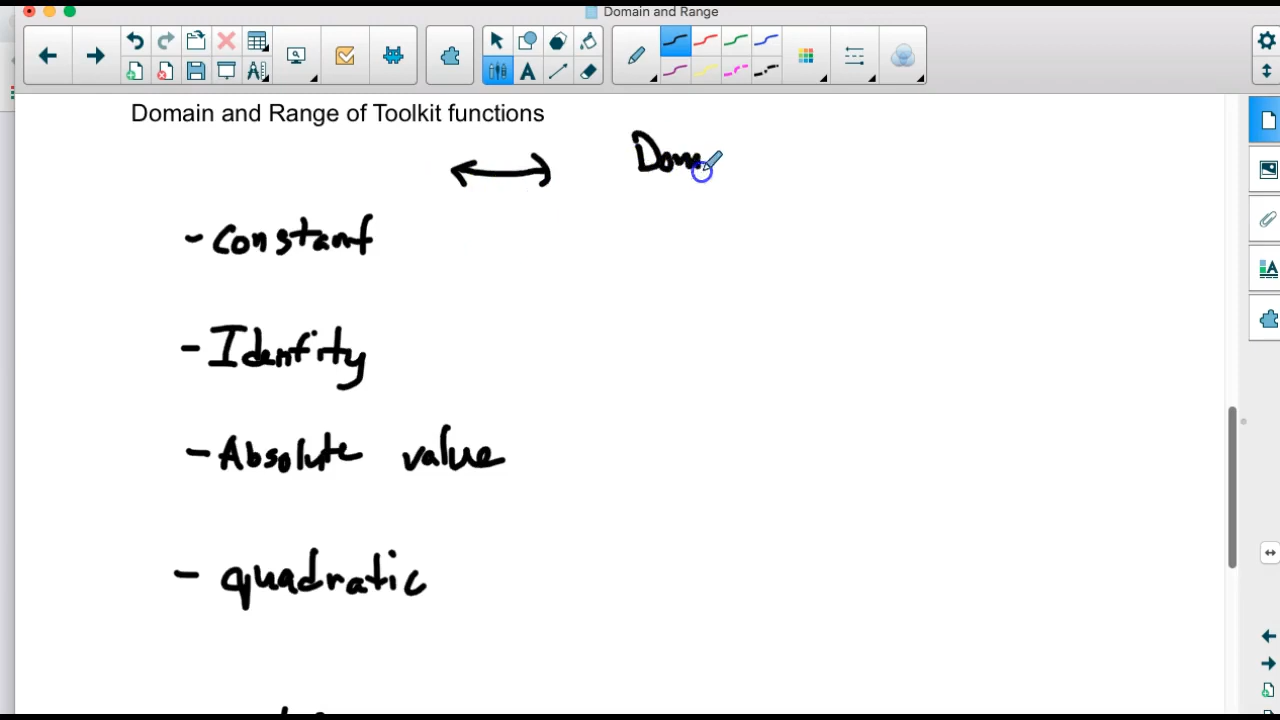 Domain and Range
Domain and Range of Toolkit functions
Dom
- Constant
- Identity
- Absolute value
- quadratic